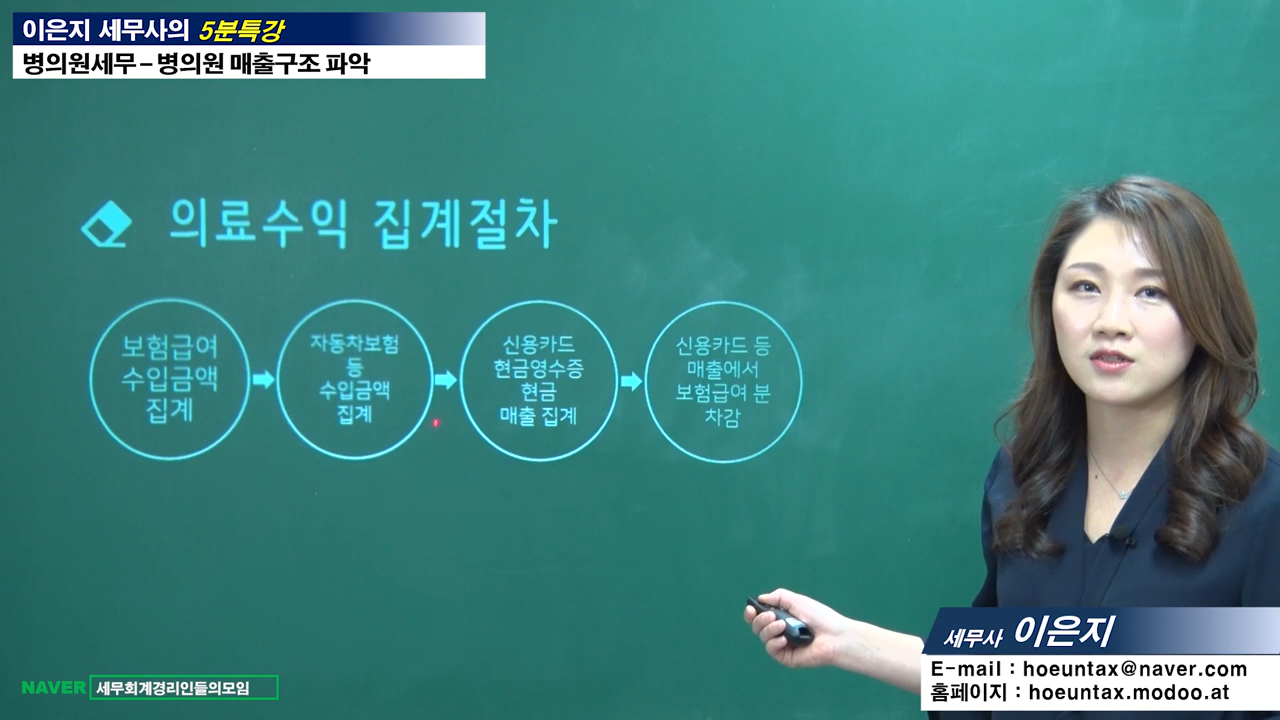 이은지 세무사의 5분특강
병의원세무 – 병의원 매출구조 파악
의료수익 집계절차
보험급여
수입금액
집계
자동차보험
등
수입금액
집계
신용카드
현금영수증
현금
매출 집계
신용카드 등
매출에서
보험급여 분
차감
세무사 이은지
E-mail : hoeuntax@naver.com
홈페이지 : hoeuntax.modoo.at
NAVER 세무회계경리인들의모임